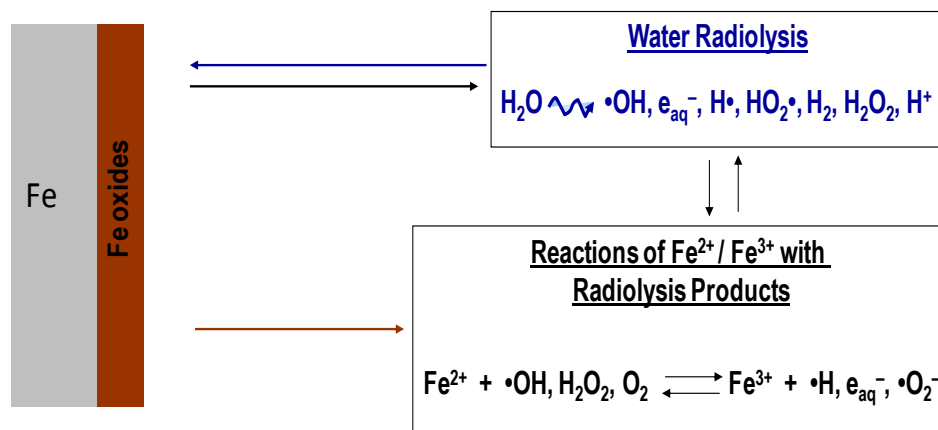 Fe
Fe oxides
Water Radiolysis
H₂O •OH, eₐq⁻, H•, HO₂•, H₂, H₂O₂, H⁺
Reactions of Fe²⁺ / Fe³⁺ with
Radiolysis Products
Fe²⁺ + •OH, H₂O₂, O₂ ⇌ Fe³⁺ + •H, eₐq⁻, •O₂⁻